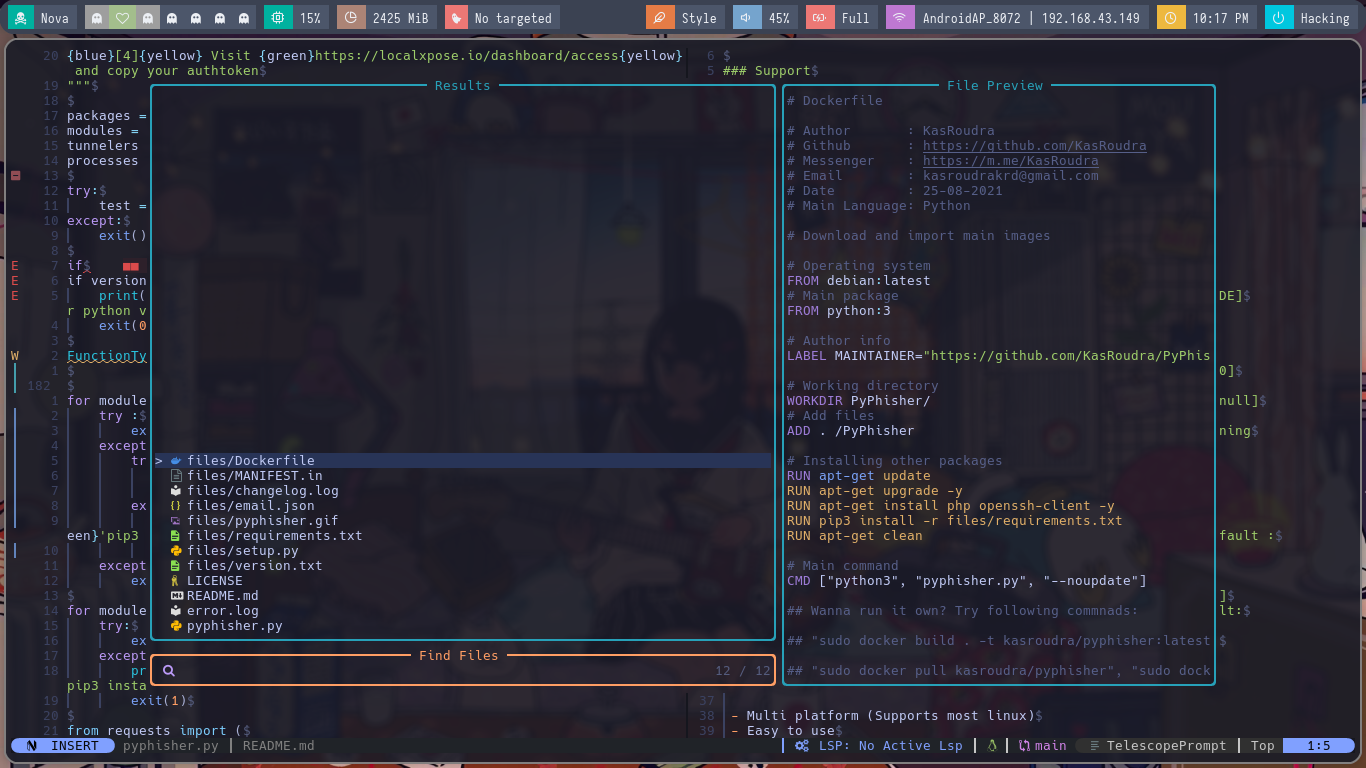 Nova 15% 2425 MiB No targeted Style 45% Full AndroidAP_8072 | 192.168.43.149 10:17 PM Hacking
20 {blue}[4]{yellow} Visit {green}https://localxpose.io/dashboard/access{yellow}
and copy your authtoken$
19 """$
18 $
17 packages =
16 modules =
15 tunnelers
14 processes
13 $
12 try:$
11 test =
10 except:$
9 exit()
8 $
E 7 if$
E 6 if version
E 5 print(
r python v
4 exit(0
3 $
W 2 FunctionTy
1 $
182 $
1 for module
2 try :$
3 ex
4 except
5 tr
6
7
8 ex
9
een}'pip3
10
11 except
12 ex
13 $
14 for module
15 try:$
16 ex
17 except
18 pr
pip3 insta
19 exit(1)$
20 $
21 from requests import ($
Results
> files/Dockerfile
files/MANIFEST.in
files/changelog.log
files/email.json
files/pyphisher.gif
files/requirements.txt
files/setup.py
files/version.txt
LICENSE
README.md
error.log
pyphisher.py
Find Files
12 / 12
6 $
5 ### Support$
File Preview
# Dockerfile
# Author : KasRoudra
# Github : https://github.com/KasRoudra
# Messenger : https://m.me/KasRoudra
# Email : kasroudrakrd@gmail.com
# Date : 25-08-2021
# Main Language: Python
# Download and import main images
# Operating system
FROM debian:latest
# Main package
FROM python:3
# Author info
LABEL MAINTAINER="https://github.com/KasRoudra/PyPhis
# Working directory
WORKDIR PyPhisher/
# Add files
ADD . /PyPhisher
# Installing other packages
RUN apt-get update
RUN apt-get upgrade -y
RUN apt-get install php openssh-client -y
RUN pip3 install -r files/requirements.txt
RUN apt-get clean
# Main command
CMD ["python3", "pyphisher.py", "--noupdate"]
## Wanna run it own? Try following commnads:
## "sudo docker build . -t kasroudra/pyphisher:latest
## "sudo docker pull kasroudra/pyphisher", "sudo dock
DE]$
0]$
null]$
ning$
fault :$
]$
lt:$
$
37
38 - Multi platform (Supports most linux)$
39 - Easy to use$
INSERT pyphisher.py | README.md | LSP: No Active Lsp | | main TelescopePrompt | Top 1:5